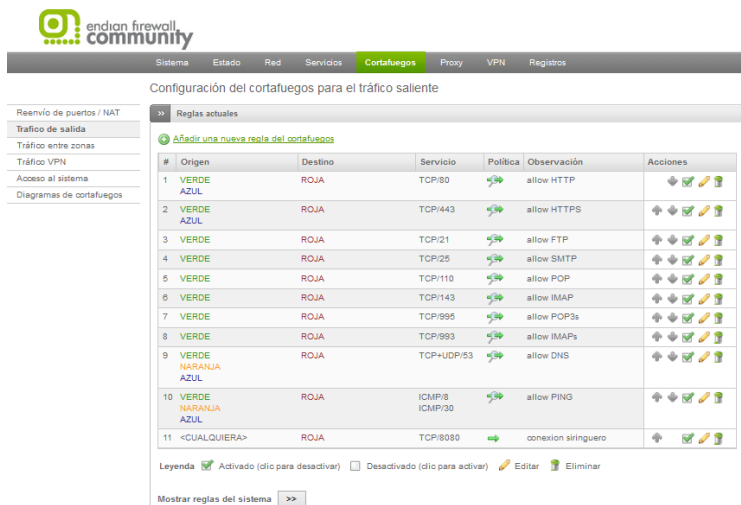 endian firewall
community
Sistema Estado Red Servicios Cortafuegos Proxy VPN Registros
Configuración del cortafuegos para el tráfico saliente
Reenvío de puertos / NAT
Trafico de salida
Tráfico entre zonas
Tráfico VPN
Acceso al sistema
Diagramas de cortafuegos
>> Reglas actuales
Añadir una nueva regla del cortafuegos
# Origen Destino Servicio Política Observación Acciones
1 VERDE ROJA TCP/80 allow HTTP
AZUL
2 VERDE ROJA TCP/443 allow HTTPS
AZUL
3 VERDE ROJA TCP/21 allow FTP
4 VERDE ROJA TCP/25 allow SMTP
5 VERDE ROJA TCP/110 allow POP
6 VERDE ROJA TCP/143 allow IMAP
7 VERDE ROJA TCP/995 allow POP3s
8 VERDE ROJA TCP/993 allow IMAPs
9 VERDE ROJA TCP+UDP/53 allow DNS
NARANJA
AZUL
10 VERDE ROJA ICMP/8 allow PING
NARANJA ICMP/30
AZUL
11 <CUALQUIERA> ROJA TCP/8080 conexion siringuero
Leyenda Activado (clic para desactivar) Desactivado (clic para activar) Editar Eliminar
Mostrar reglas del sistema >>